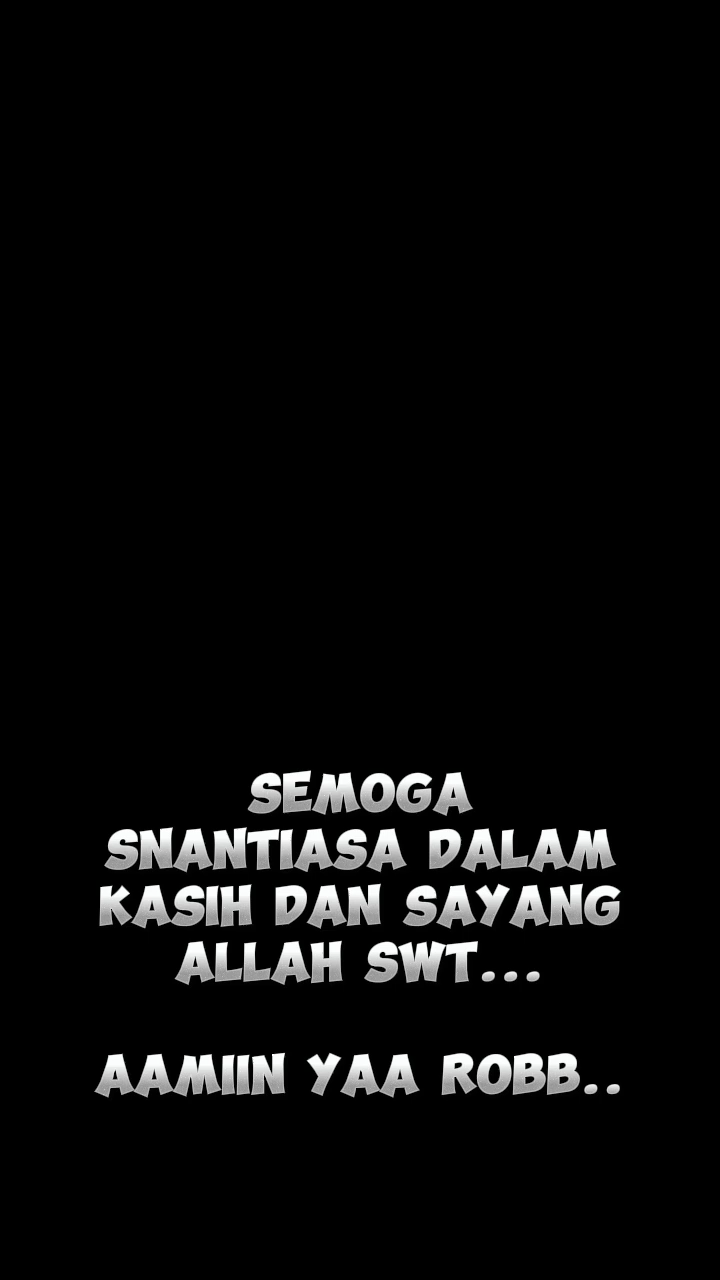 SEMOGA
SNANTIASA DALAM
KASIH DAN SAYANG
ALLAH SWT...
AAMIIN YAA ROBB..